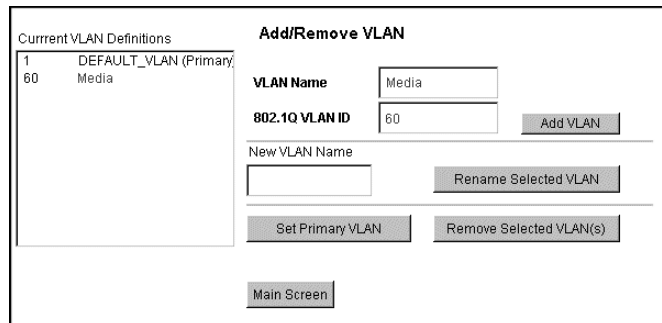 Add/Remove VLAN
Currrent VLAN Definitions
1 DEFAULT_VLAN (Primary)
60 Media
VLAN Name Media
802.1Q VLAN ID 60
Add VLAN
New VLAN Name
Rename Selected VLAN
Set Primary VLAN
Remove Selected VLAN(s)
Main Screen